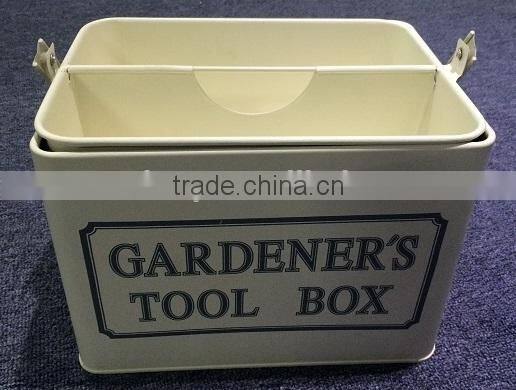 trade.china.cn
GARDENER'S
TOOL BOX